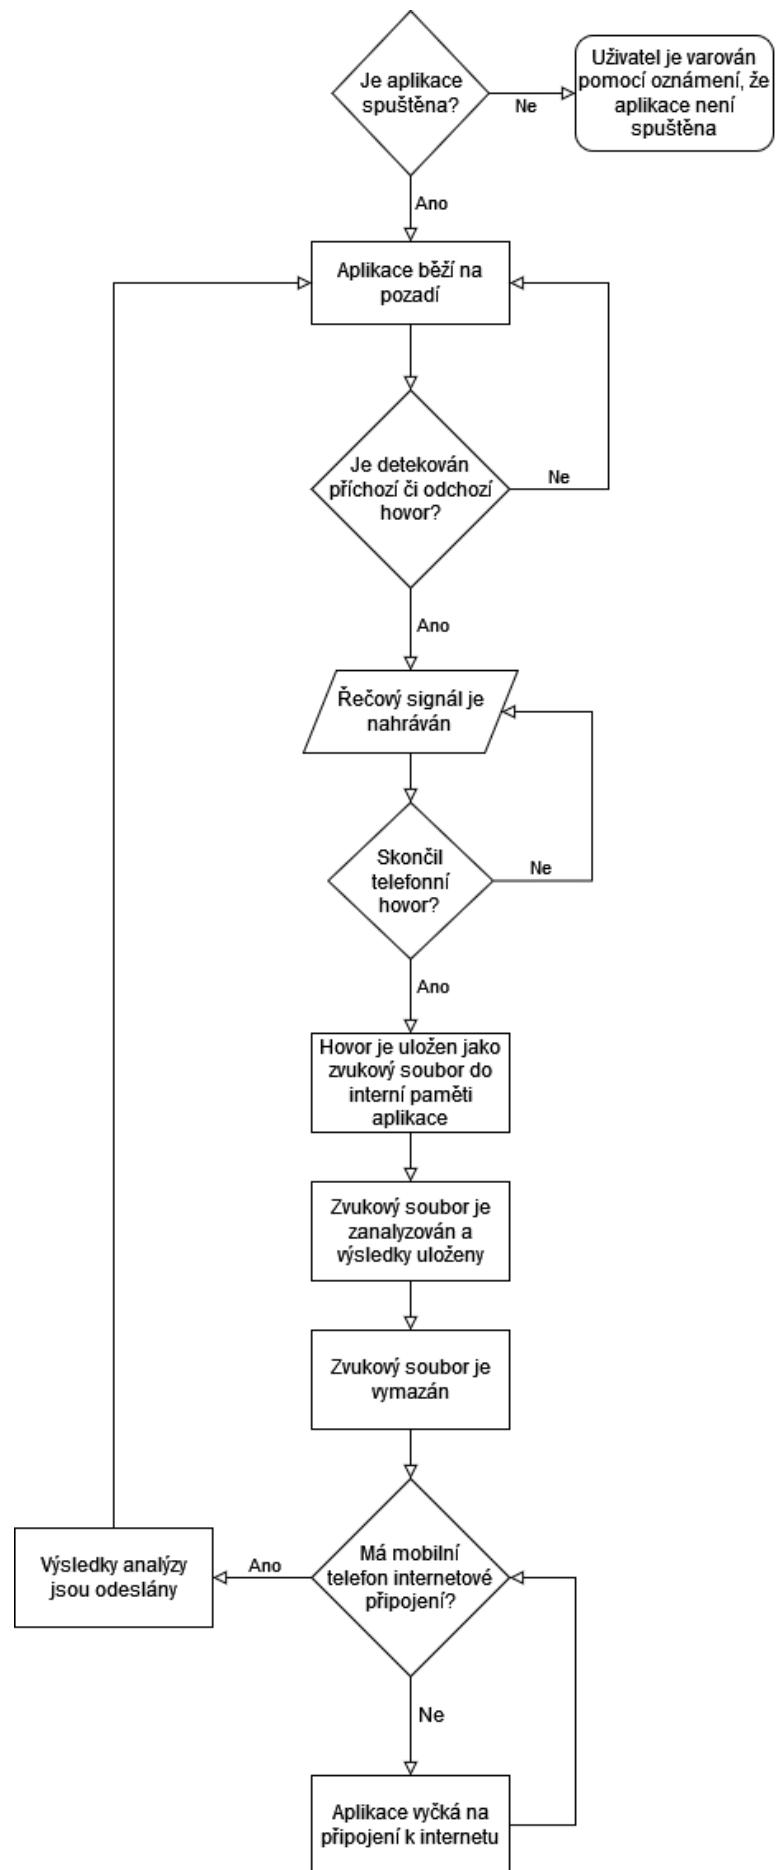 Je aplikace
spuštěna?
Ne
Uživatel je varován
pomocí oznámení, že
aplikace není
spuštěna
Ano
Aplikace běží na
pozadí
Je detekován
příchozí či odchozí
hovor?
Ne
Ano
Řečový signál je
nahráván
Skončil
telefonní
hovor?
Ne
Ano
Hovor je uložen jako
zvukový soubor do
interní paměti
aplikace
Zvukový soubor je
zanalyzován a
výsledky uloženy
Zvukový soubor je
vymazán
Má mobilní
telefon internetové
připojení?
Ano
Výsledky analýzy
jsou odeslány
Ne
Aplikace vyčká na
připojení k internetu